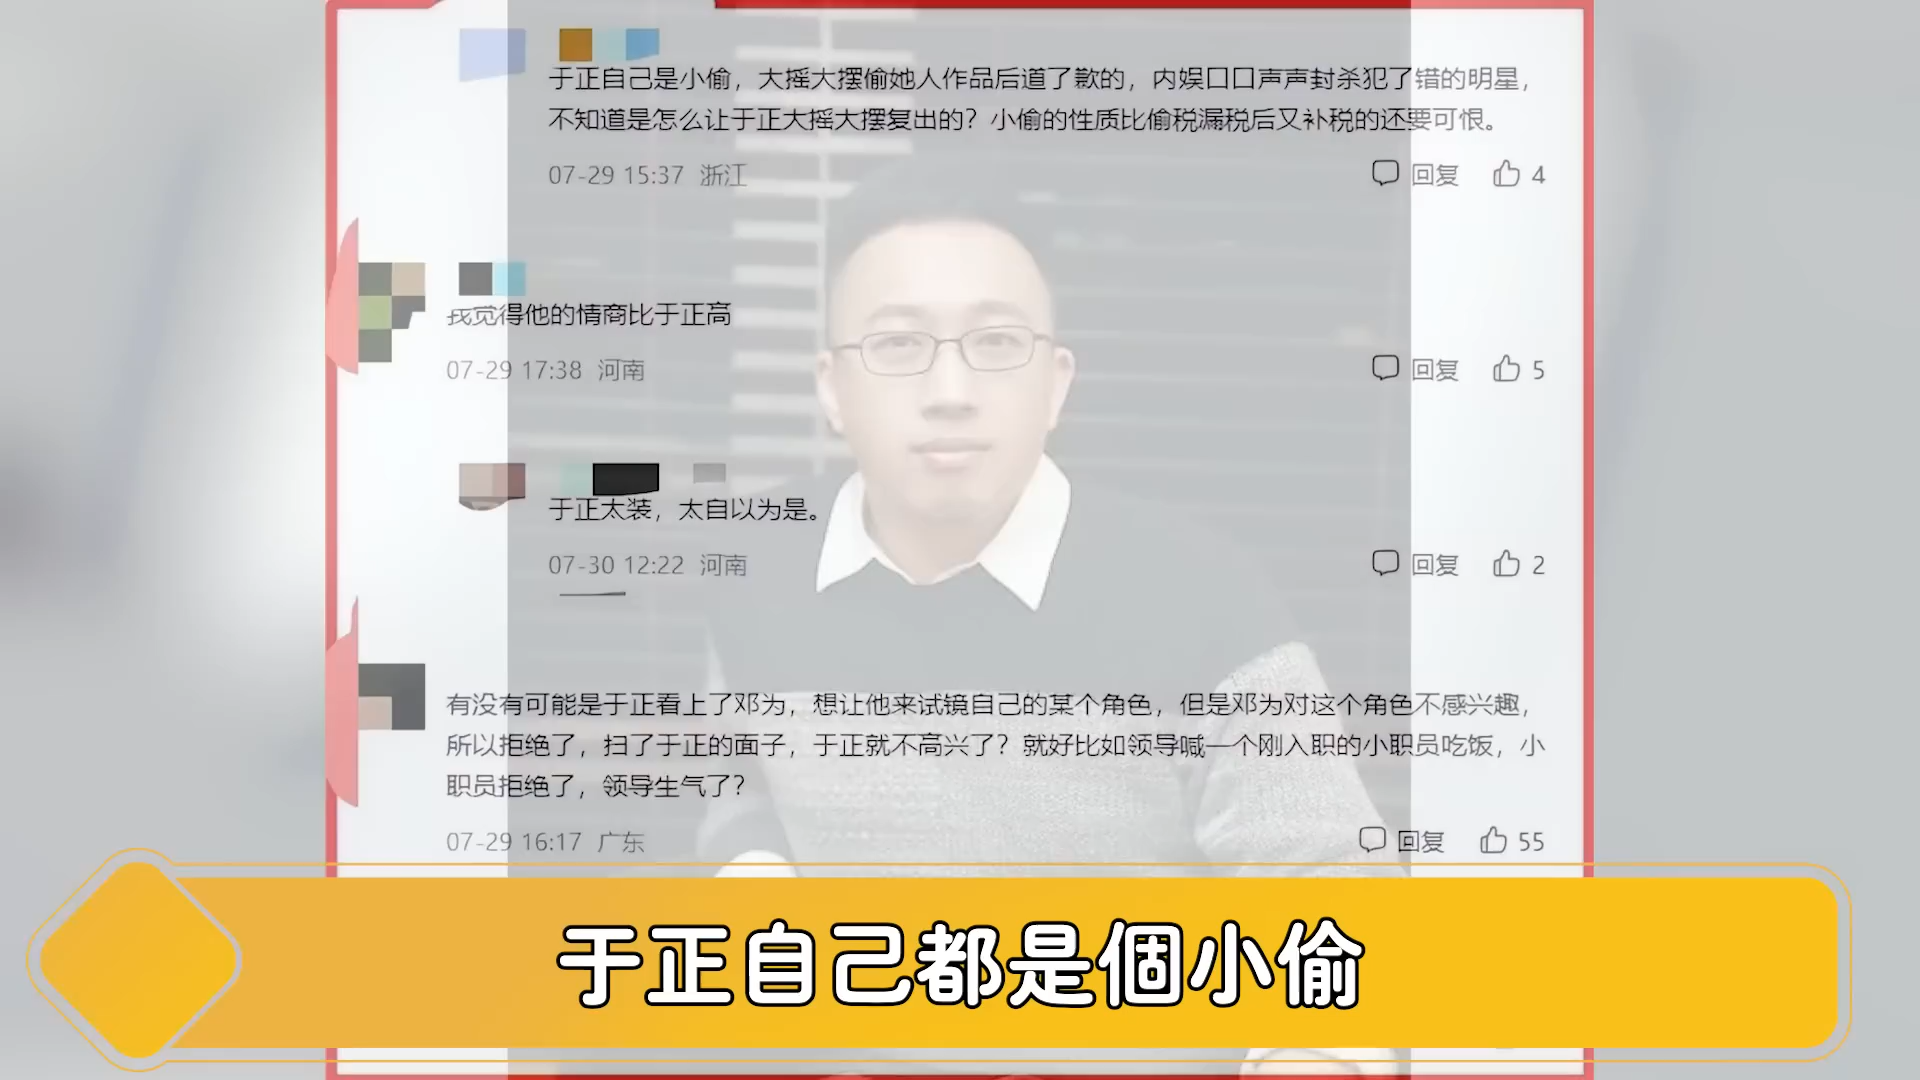 于正自己是小偷，大摇大摆偷她人作品后道了歉的，内娱口口声声封杀犯了错的明星，
不知道是怎么让于正大摇大摆复出的？小偷的性质比偷税漏税后又补税的还要可恨。
07-29 15:37 浙江 回复 4
我觉得他的情商比于正高
07-29 17:38 河南 回复 5
于正太装，太自以为是。
07-30 12:22 河南 回复 2
有没有可能是于正看上了邓为，想让他来试镜自己的某个角色，但是邓为对这个角色不感兴趣，
所以拒绝了，扫了于正的面子，于正就不高兴了？就好比如领导喊一个刚入职的小职员吃饭，小
职员拒绝了，领导生气了？
07-29 16:17 广东 回复 55
于正自己都是個小偷